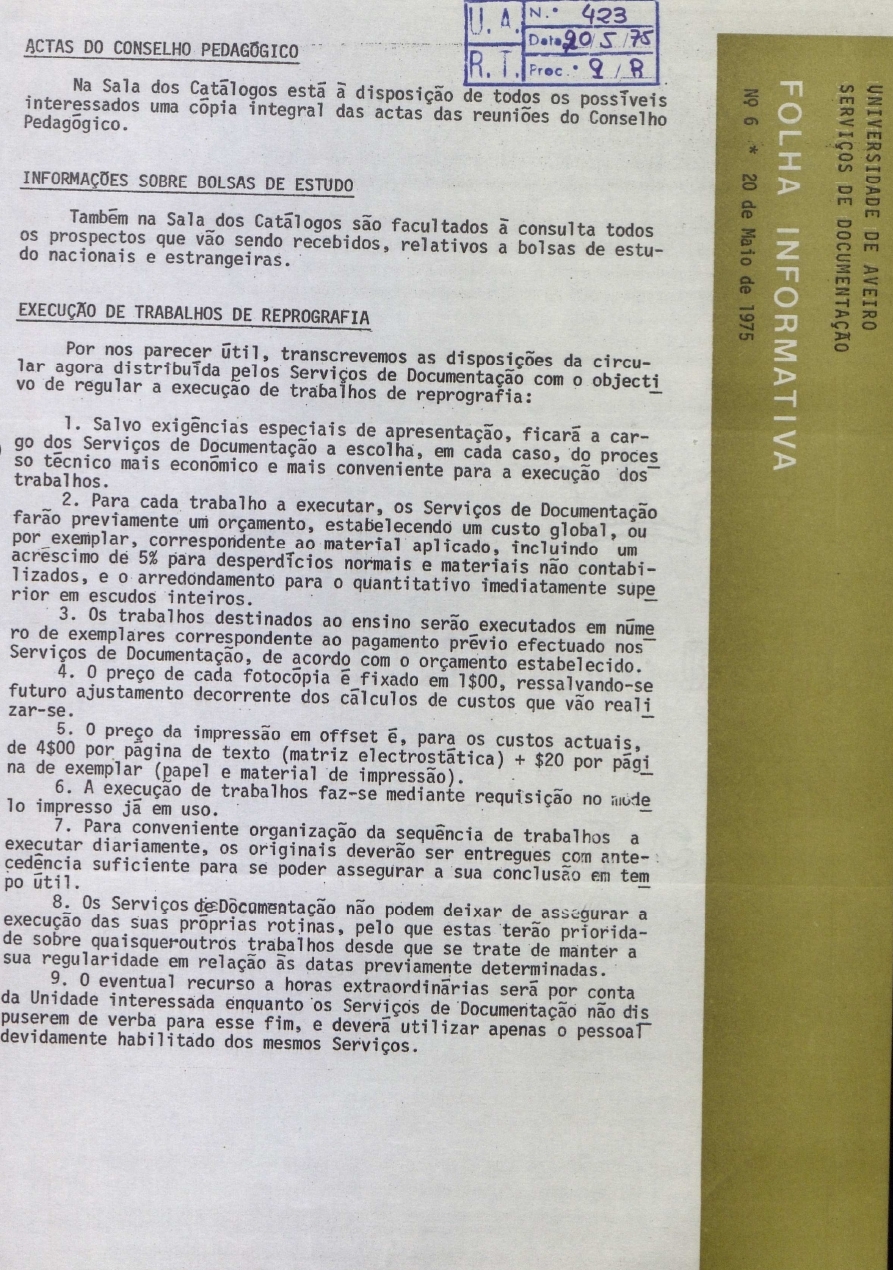 U.A. N.º 423
Data 20/5/75
R.T. Proc.º 9/B
UNIVERSIDADE DE AVEIRO
SERVIÇOS DE DOCUMENTAÇÃO
FOLHA INFORMATIVA
Nº 6 * 20 de Maio de 1975
ACTAS DO CONSELHO PEDAGÓGICO
Na Sala dos Catálogos está à disposição de todos os possíveis
interessados uma cópia integral das actas das reuniões do Conselho
Pedagógico.
INFORMAÇÕES SOBRE BOLSAS DE ESTUDO
Também na Sala dos Catálogos são facultados à consulta todos
os prospectos que vão sendo recebidos, relativos a bolsas de estu-
do nacionais e estrangeiras.
EXECUÇÃO DE TRABALHOS DE REPROGRAFIA
Por nos parecer útil, transcrevemos as disposições da circu-
lar agora distribuída pelos Serviços de Documentação com o objecti
vo de regular a execução de trabalhos de reprografia:
1. Salvo exigências especiais de apresentação, ficará a car-
go dos Serviços de Documentação a escolha, em cada caso, do proces
so técnico mais económico e mais conveniente para a execução dos
trabalhos.
2. Para cada trabalho a executar, os Serviços de Documentação
farão previamente um orçamento, estabelecendo um custo global, ou
por exemplar, correspondente ao material aplicado, incluindo um
acréscimo de 5% para desperdícios normais e materiais não contabi-
lizados, e o arredondamento para o quantitativo imediatamente supe
rior em escudos inteiros.
3. Os trabalhos destinados ao ensino serão executados em núme
ro de exemplares correspondente ao pagamento prévio efectuado nos
Serviços de Documentação, de acordo com o orçamento estabelecido.
4. O preço de cada fotocópia é fixado em 1$00, ressalvando-se
futuro ajustamento decorrente dos cálculos de custos que vão reali
zar-se.
5. O preço da impressão em offset é, para os custos actuais,
de 4$00 por página de texto (matriz electrostática) + $20 por pági
na de exemplar (papel e material de impressão).
6. A execução de trabalhos faz-se mediante requisição no mode
lo impresso já em uso.
7. Para conveniente organização da sequência de trabalhos a
executar diariamente, os originais deverão ser entregues com ante-
cedência suficiente para se poder assegurar a sua conclusão em tem
po útil.
8. Os Serviços de Documentação não podem deixar de assegurar a
execução das suas próprias rotinas, pelo que estas terão priorida-
de sobre quaisqueroutros trabalhos desde que se trate de manter a
sua regularidade em relação às datas previamente determinadas.
9. O eventual recurso a horas extraordinárias será por conta
da Unidade interessada enquanto os Serviços de Documentação não dis
puserem de verba para esse fim, e deverá utilizar apenas o pessoal
devidamente habilitado dos mesmos Serviços.